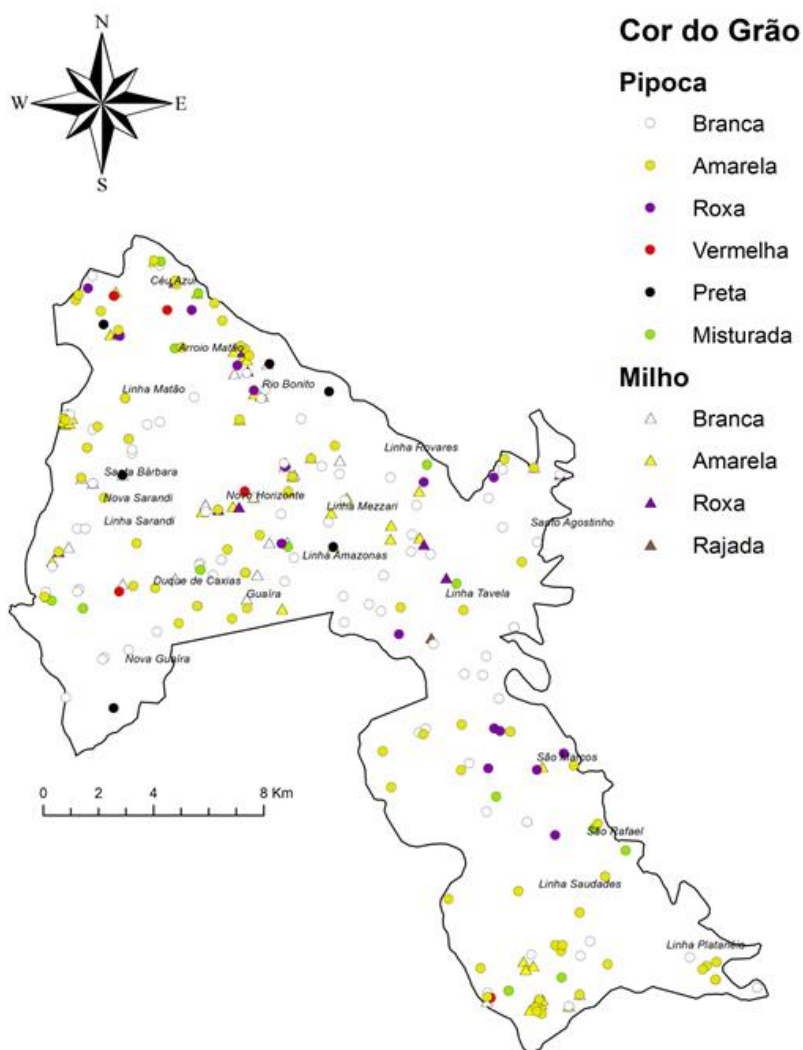 N
W E
S
Cor do Grão
Pipoca
Branca
Amarela
Roxa
Vermelha
Preta
Misturada
Milho
Branca
Amarela
Roxa
Rajada
Céu Azul
Arroio Matão
Rio Bonito
Linha Matão
Linha Rovares
Santa Bárbara
Nova Sarandi
Novo Horizonte
Linha Mezzari
Linha Sarandi
Santo Agostinho
Linha Amazonas
Duque de Caxias
Guaíra
Linha Tavela
Nova Guaíra
São Marcos
0 2 4 8 Km
São Rafael
Linha Saudades
Linha Platanéio